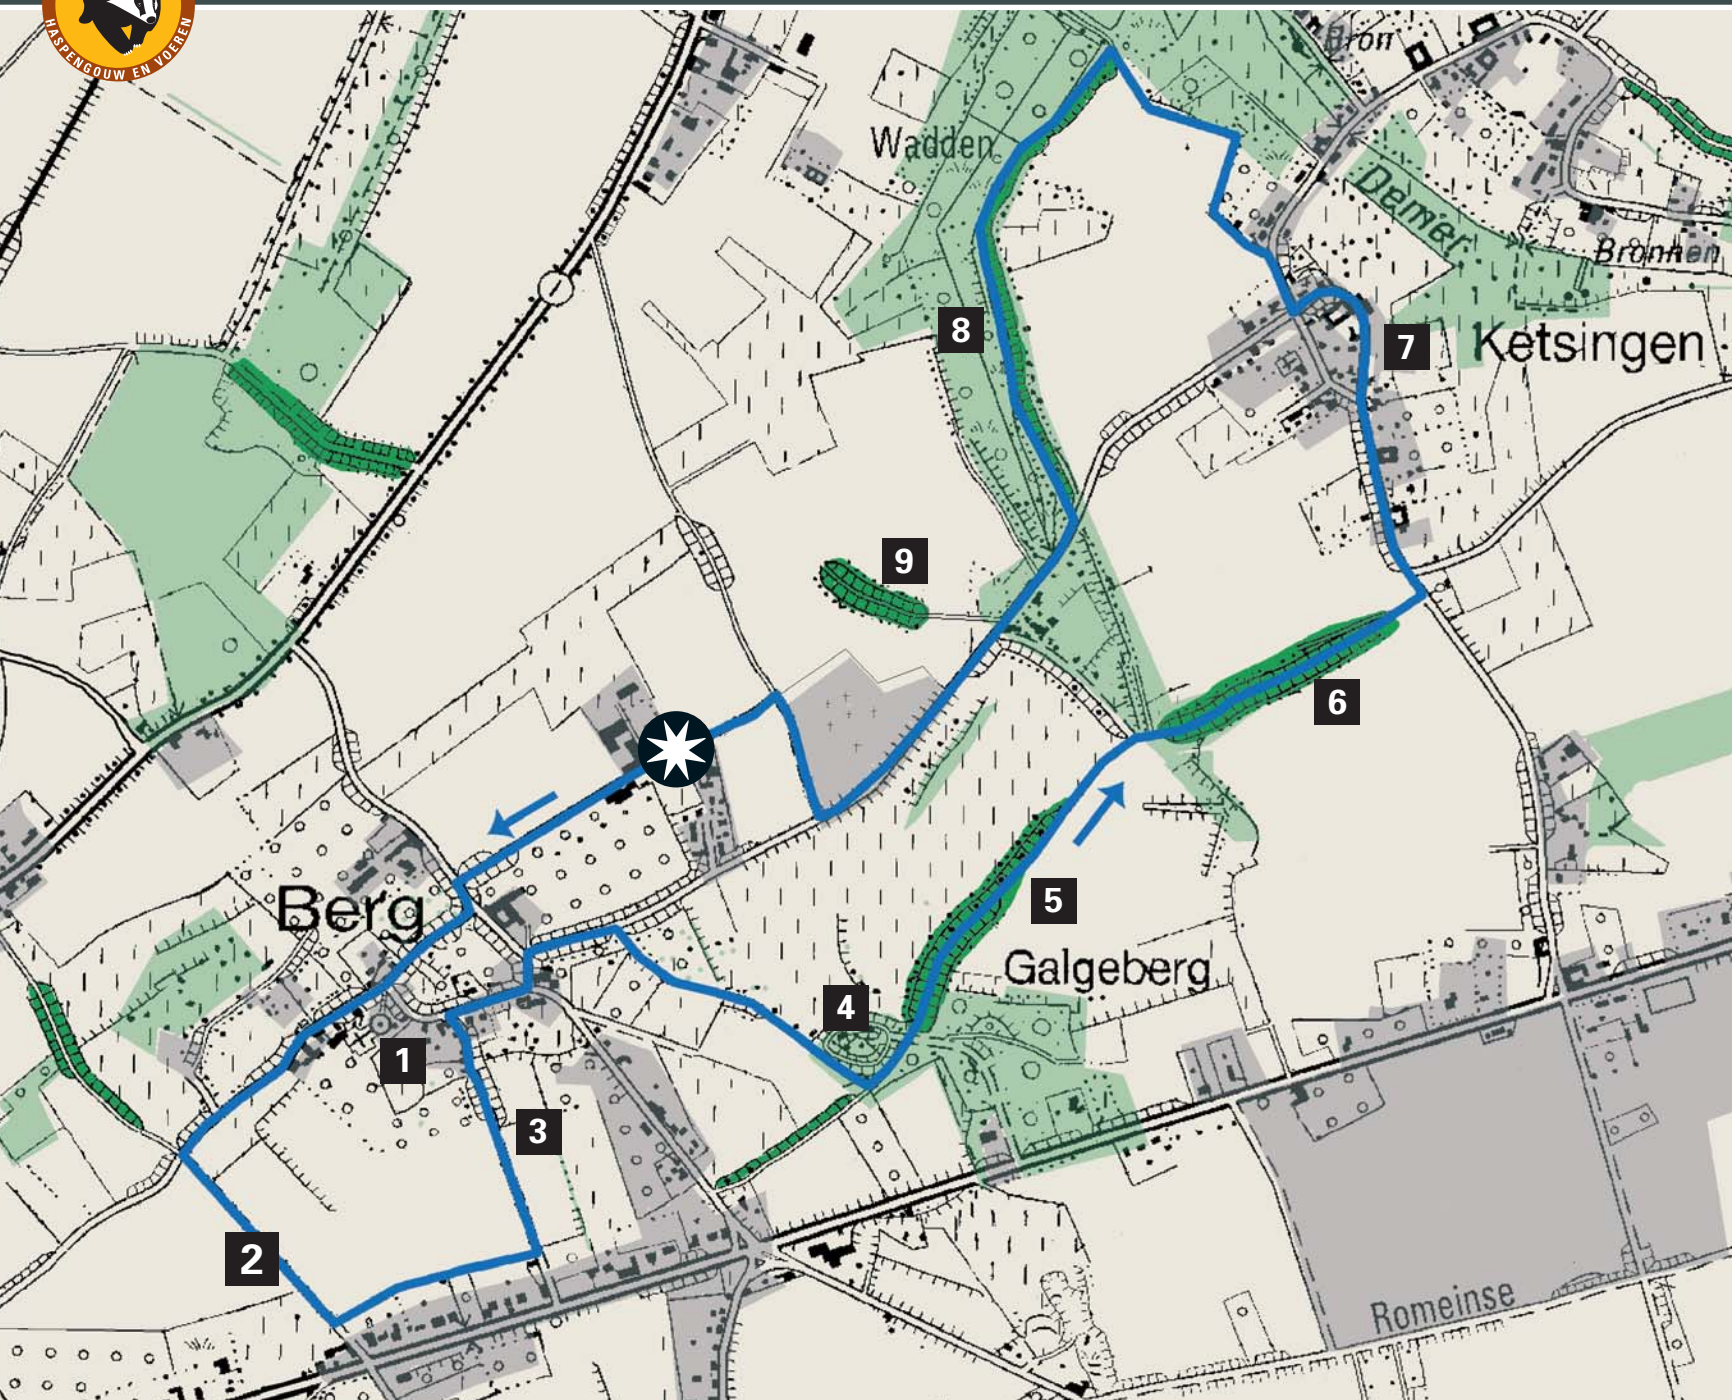 HASPENGOUW EN VOEREN
Bron
Wadden
Demer
Bronnen
8
7
Ketsingen
9
6
Berg
5
Galgeberg
4
1
3
2
Romeinse